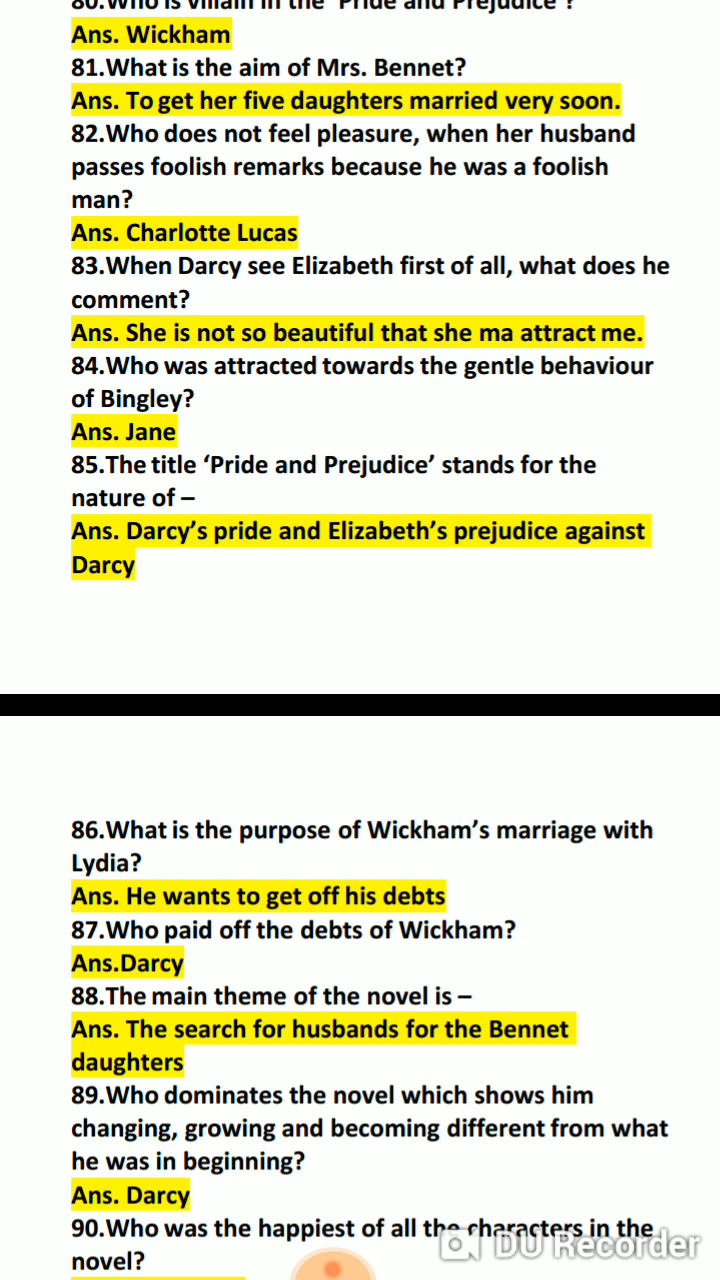 80.Who is villain in the ‘Pride and Prejudice’?
Ans. Wickham
81.What is the aim of Mrs. Bennet?
Ans. To get her five daughters married very soon.
82.Who does not feel pleasure, when her husband
passes foolish remarks because he was a foolish
man?
Ans. Charlotte Lucas
83.When Darcy see Elizabeth first of all, what does he
comment?
Ans. She is not so beautiful that she ma attract me.
84.Who was attracted towards the gentle behaviour
of Bingley?
Ans. Jane
85.The title ‘Pride and Prejudice’ stands for the
nature of –
Ans. Darcy’s pride and Elizabeth’s prejudice against
Darcy
86.What is the purpose of Wickham’s marriage with
Lydia?
Ans. He wants to get off his debts
87.Who paid off the debts of Wickham?
Ans.Darcy
88.The main theme of the novel is –
Ans. The search for husbands for the Bennet
daughters
89.Who dominates the novel which shows him
changing, growing and becoming different from what
he was in beginning?
Ans. Darcy
90.Who was the happiest of all the characters in the
novel?
DU Recorder